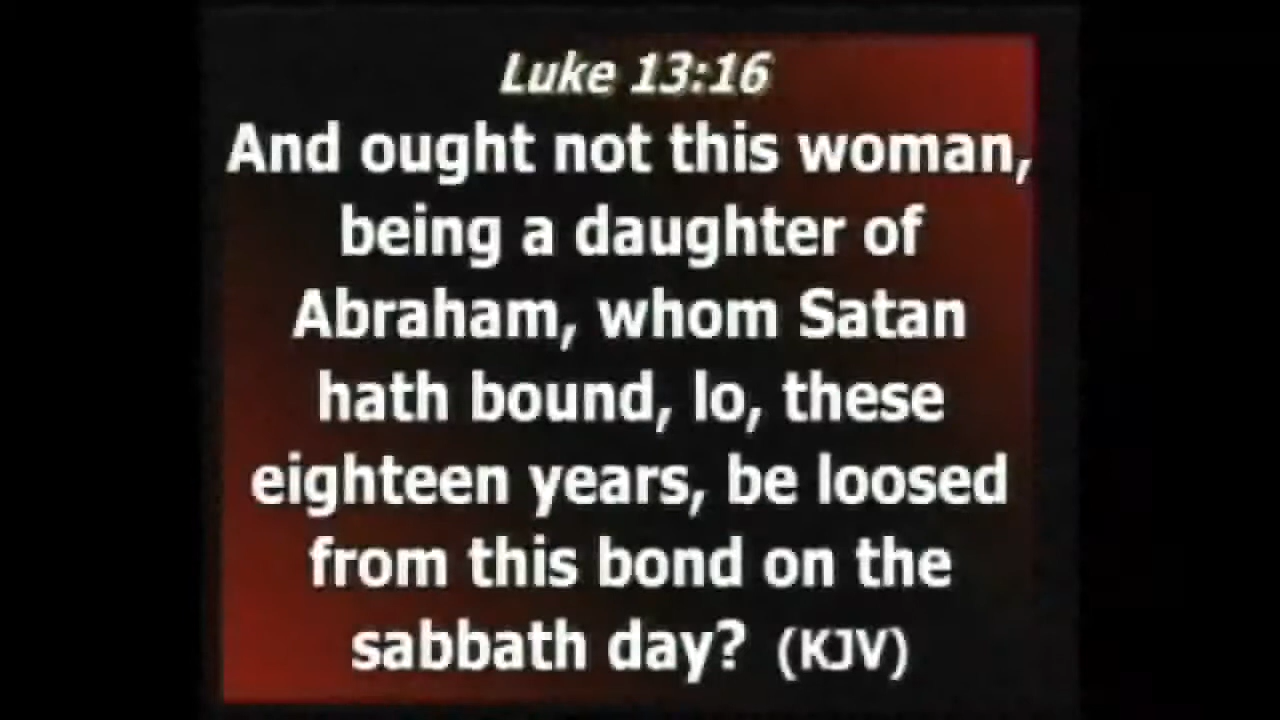 Luke 13:16
And ought not this woman,
being a daughter of
Abraham, whom Satan
hath bound, lo, these
eighteen years, be loosed
from this bond on the
sabbath day? (KJV)